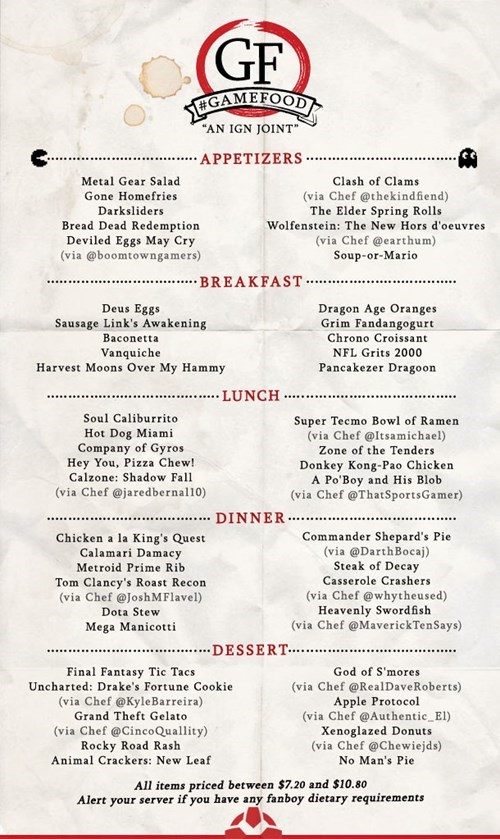 GF
#GAMEFOOD
"AN IGN JOINT"
APPETIZERS
Metal Gear Salad
Gone Homefries
Darksliders
Bread Dead Redemption
Deviled Eggs May Cry
(via @boomtowngamers)
Clash of Clams
(via Chef @thekindfiend)
The Elder Spring Rolls
Wolfenstein: The New Hors d'oeuvres
(via Chef @earthum)
Soup-or-Mario
BREAKFAST
Deus Eggs
Sausage Link's Awakening
Baconetta
Vanquiche
Harvest Moons Over My Hammy
Dragon Age Oranges
Grim Fandangogurt
Chrono Croissant
NFL Grits 2000
Pancakezer Dragoon
LUNCH
Soul Caliburrito
Hot Dog Miami
Company of Gyros
Hey You, Pizza Chew!
Calzone: Shadow Fall
(via Chef @jaredbernal10)
Super Tecmo Bowl of Ramen
(via Chef @Itsamichael)
Zone of the Tenders
Donkey Kong-Pao Chicken
A Po'Boy and His Blob
(via Chef @ThatSportsGamer)
DINNER
Chicken a la King's Quest
Calamari Damacy
Metroid Prime Rib
Tom Clancy's Roast Recon
(via Chef @JoshMFlavel)
Dota Stew
Mega Manicotti
Commander Shepard's Pie
(via @DarthBocaj)
Steak of Decay
Casserole Crashers
(via Chef @whytheused)
Heavenly Swordfish
(via Chef @MaverickTenSays)
DESSERT
Final Fantasy Tic Tacs
Uncharted: Drake's Fortune Cookie
(via Chef @KyleBarreira)
Grand Theft Gelato
(via Chef @CincoQuallity)
Rocky Road Rash
Animal Crackers: New Leaf
God of S'mores
(via Chef @RealDaveRoberts)
Apple Protocol
(via Chef @Authentic_El)
Xenoglazed Donuts
(via Chef @Chewiejds)
No Man's Pie
All items priced between $7.20 and $10.80
Alert your server if you have any fanboy dietary requirements